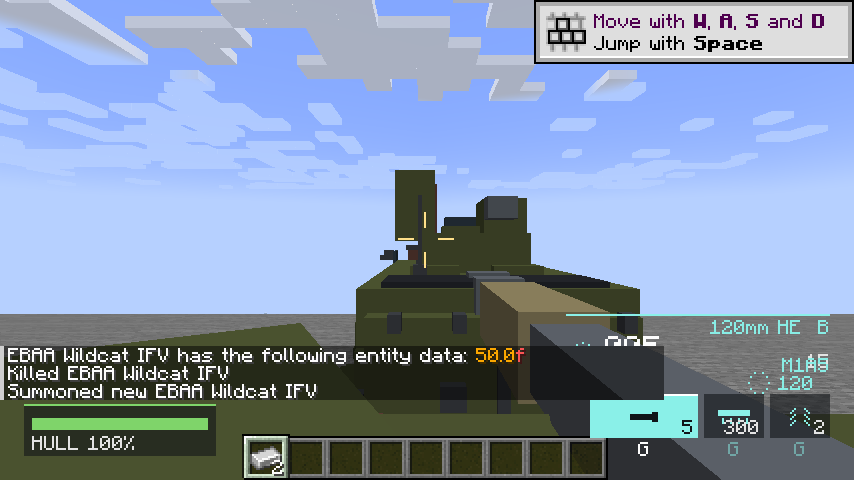 Move with W, A, S and D
Jump with Space
120mm HE B
EBAA Wildcat IFV has the following entity data: 50.0f
Killed EBAA Wildcat IFV
Summoned new EBAA Wildcat IFV
120
HULL 100%
5
300
2
G
G
G
2